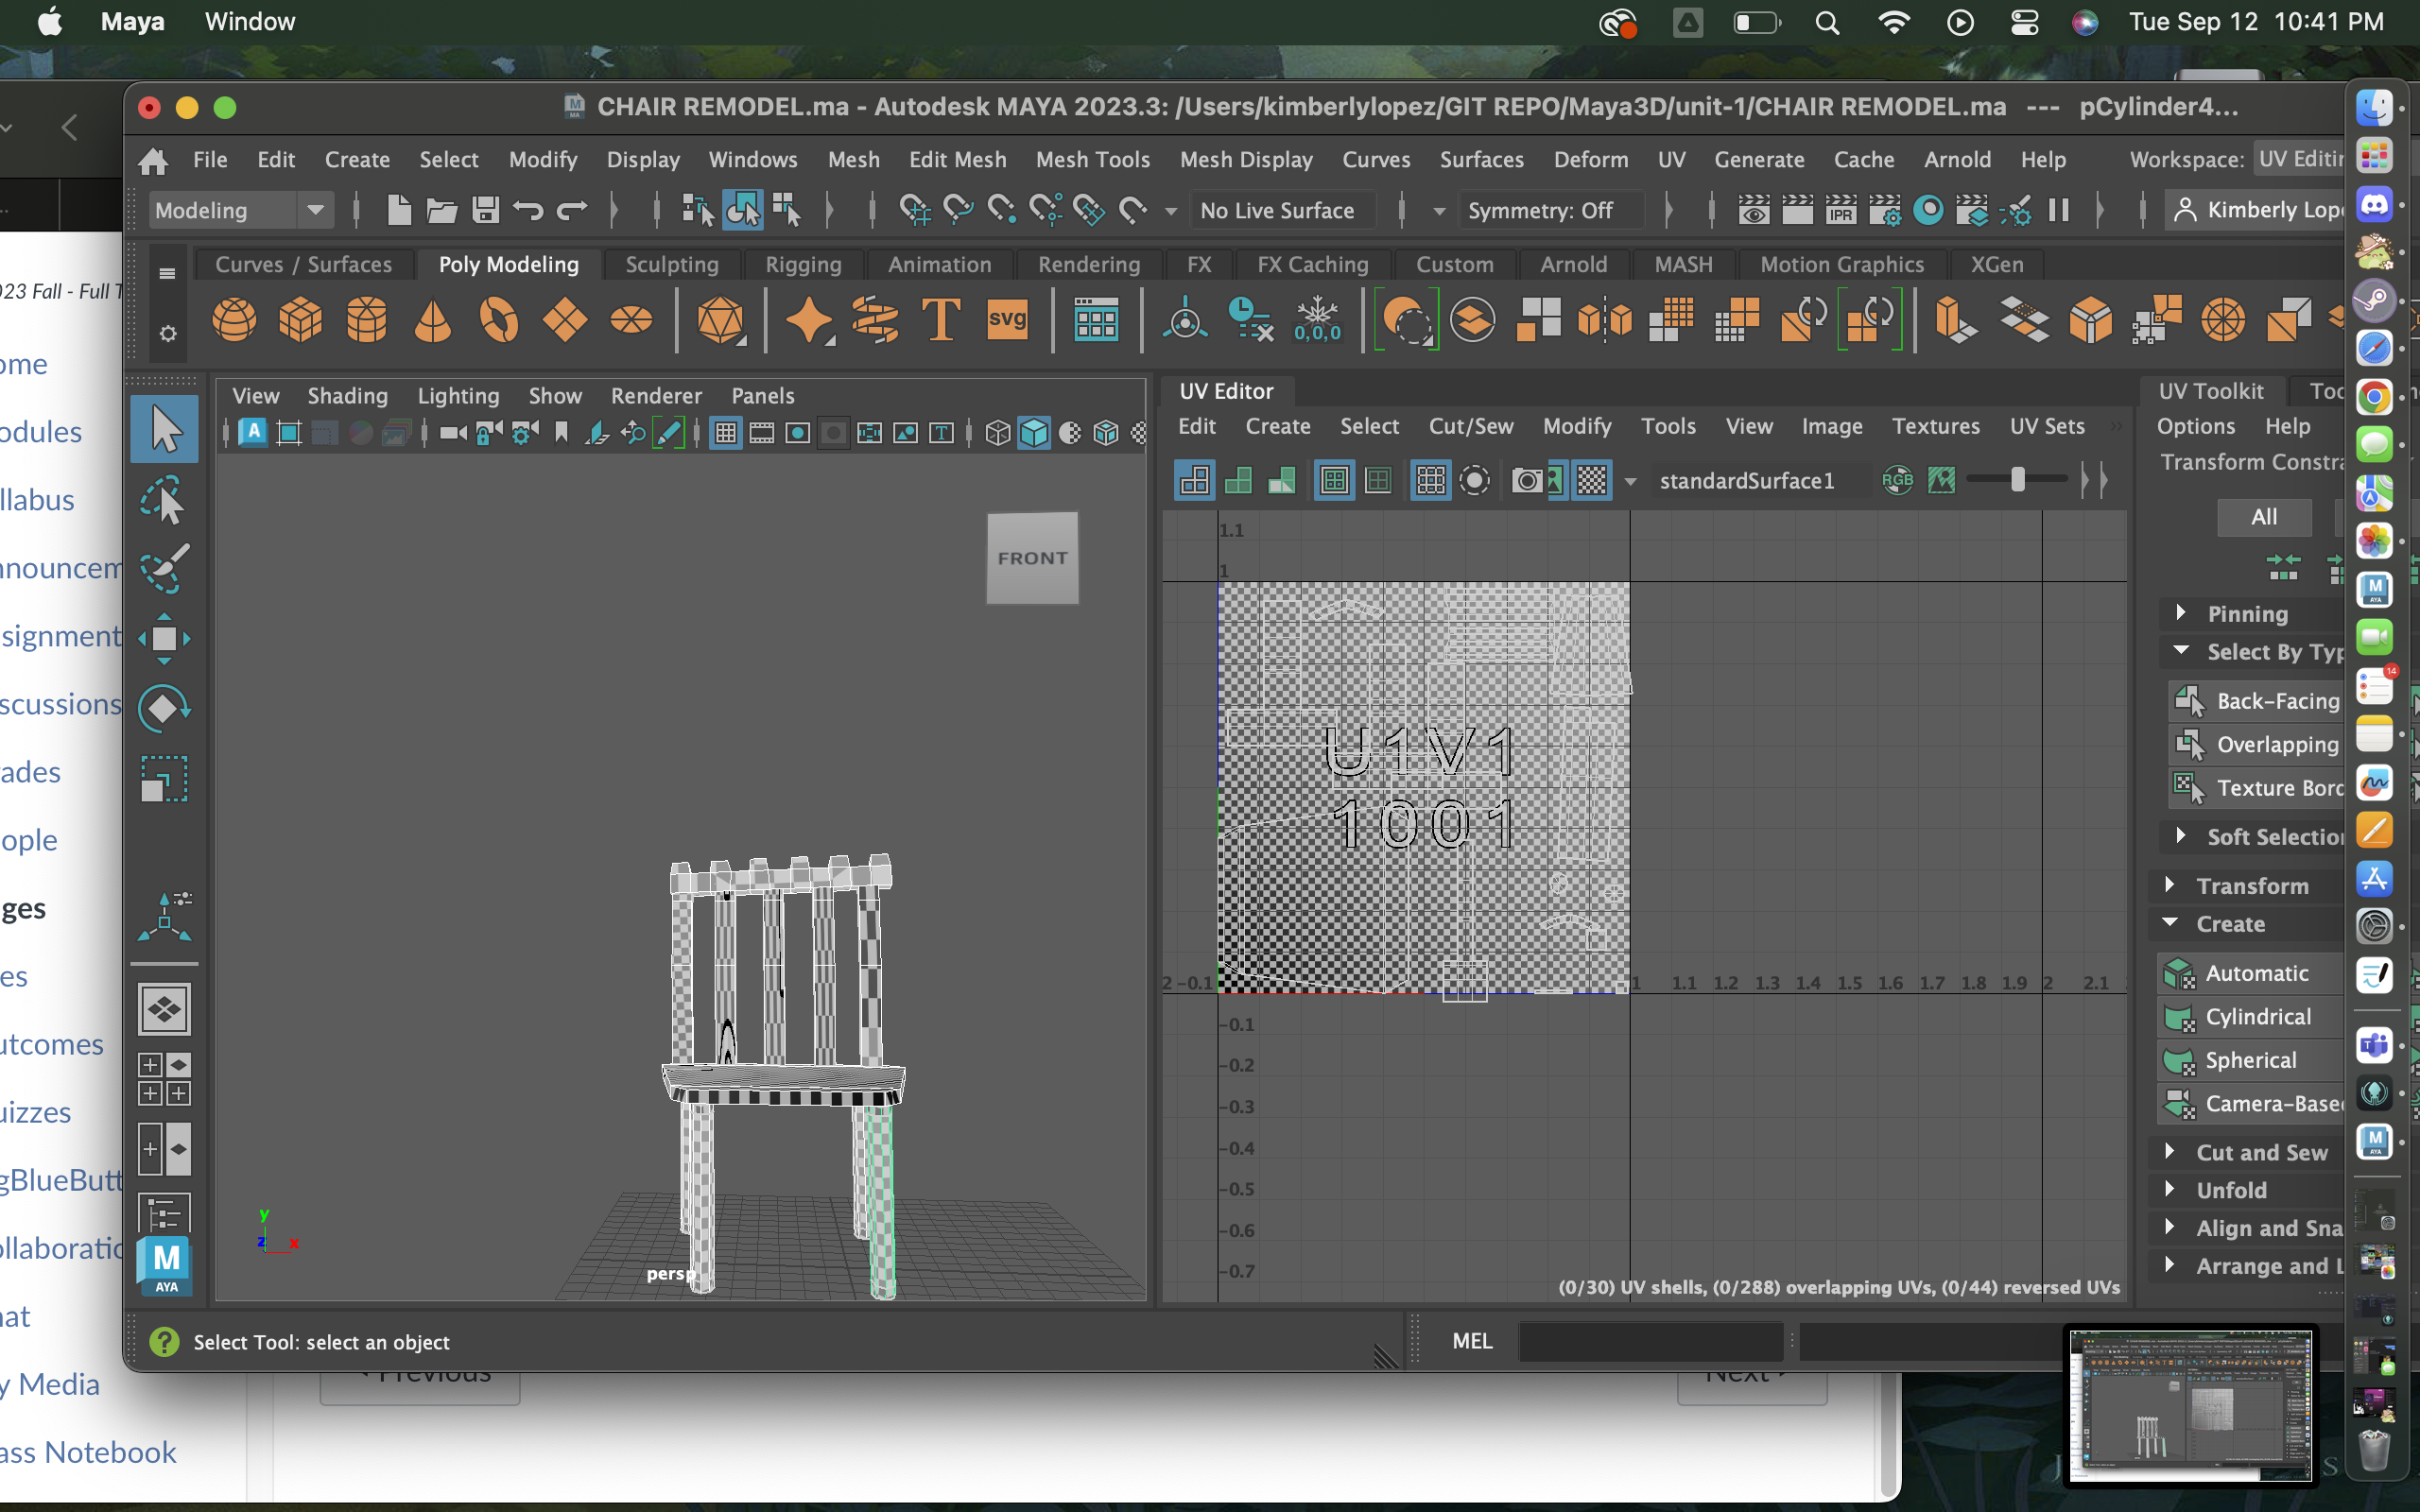 Maya Window Tue Sep 12 10:41 PM
CHAIR REMODEL.ma - Autodesk MAYA 2023.3: /Users/kimberlylopez/GIT REPO/Maya3D/unit-1/CHAIR REMODEL.ma --- pCylinder4...
File Edit Create Select Modify Display Windows Mesh Edit Mesh Mesh Tools Mesh Display Curves Surfaces Deform UV Generate Cache Arnold Help Workspace: UV Editin
Modeling No Live Surface Symmetry: Off IPR Kimberly Lop
Curves / Surfaces Poly Modeling Sculpting Rigging Animation Rendering FX FX Caching Custom Arnold MASH Motion Graphics XGen
T svg 0,0,0
023 Fall - Full T
ome
odules
llabus
nnouncem
signment
scussions
ades
ople
ges
es
utcomes
uizzes
gBlueButt
ollaboratio
hat
y Media
ass Notebook
View Shading Lighting Show Renderer Panels
FRONT
y
z x
persp
M
AYA
UV Editor
Edit Create Select Cut/Sew Modify Tools View Image Textures UV Sets
standardSurface1 RGB
1.1
1
U1V1
1001
2 -0.1 1 1.1 1.2 1.3 1.4 1.5 1.6 1.7 1.8 1.9 2 2.1
-0.1
-0.2
-0.3
-0.4
-0.5
-0.6
-0.7
(0/30) UV shells, (0/288) overlapping UVs, (0/44) reversed UVs
UV Toolkit Too
Options Help
Transform Constra
All
Pinning
Select By Typ
Back-Facing
Overlapping
Texture Bord
Soft Selection
Transform
Create
Automatic
Cylindrical
Spherical
Camera-Based
Cut and Sew
Unfold
Align and Sna
Arrange and L
14
Select Tool: select an object
MEL
Previous Next